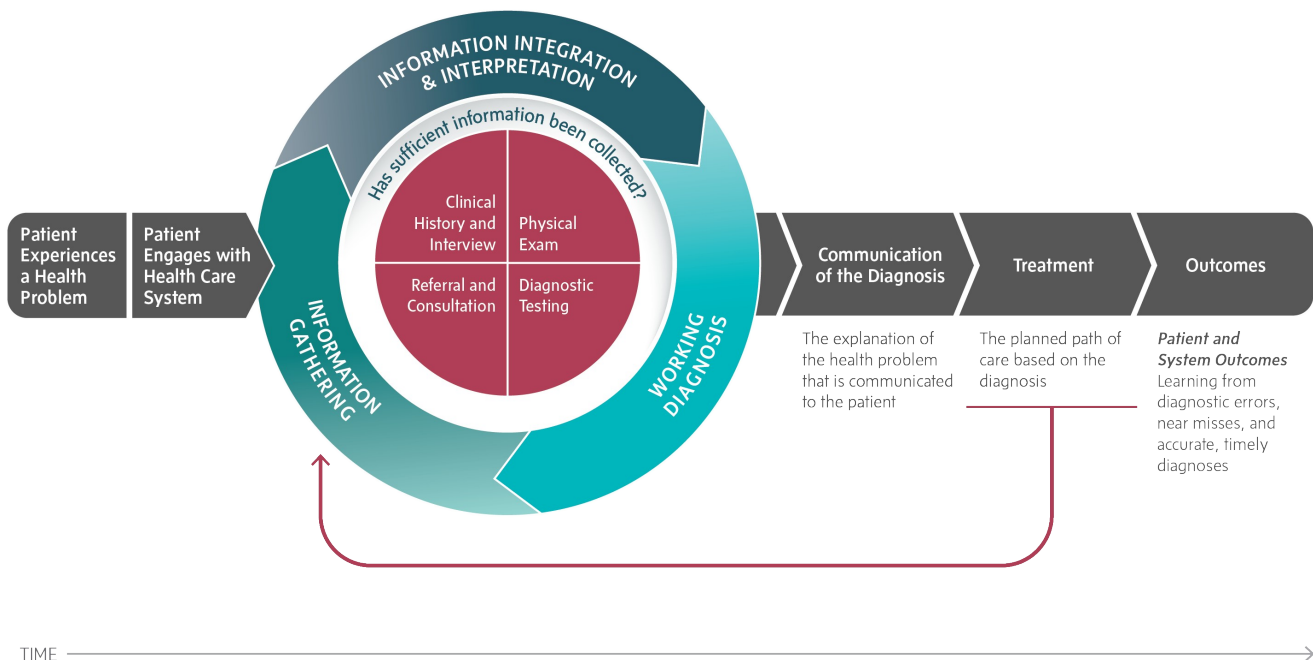 INFORMATION INTEGRATION
& INTERPRETATION
Has sufficient information been collected?
Clinical
History and
Interview
Physical
Exam
Referral and
Consultation
Diagnostic
Testing
INFORMATION
GATHERING
WORKING
DIAGNOSIS
Patient
Experiences
a Health
Problem
Patient
Engages with
Health Care
System
Communication
of the Diagnosis
Treatment
Outcomes
The explanation of
the health problem
that is communicated
to the patient
The planned path of
care based on the
diagnosis
Patient and
System Outcomes
Learning from
diagnostic errors,
near misses, and
accurate, timely
diagnoses
TIME